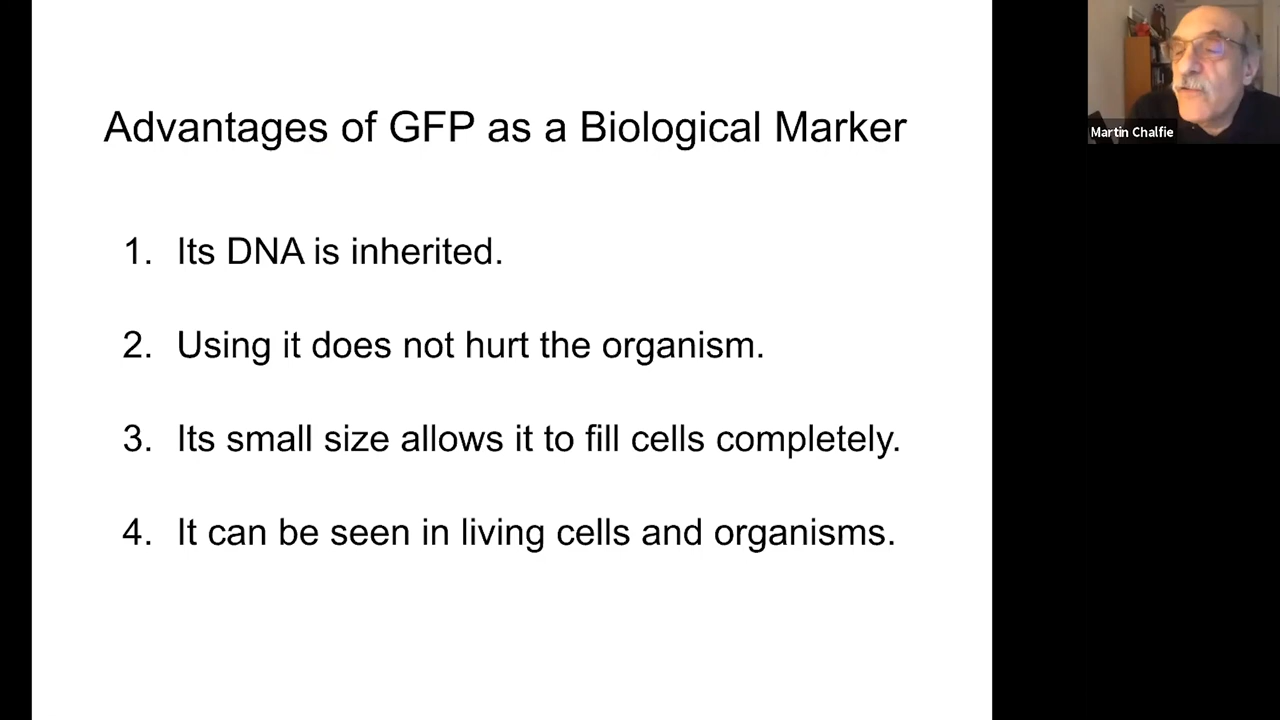 Advantages of GFP as a Biological Marker
1. Its DNA is inherited.
2. Using it does not hurt the organism.
3. Its small size allows it to fill cells completely.
4. It can be seen in living cells and organisms.
Martin Chalfie